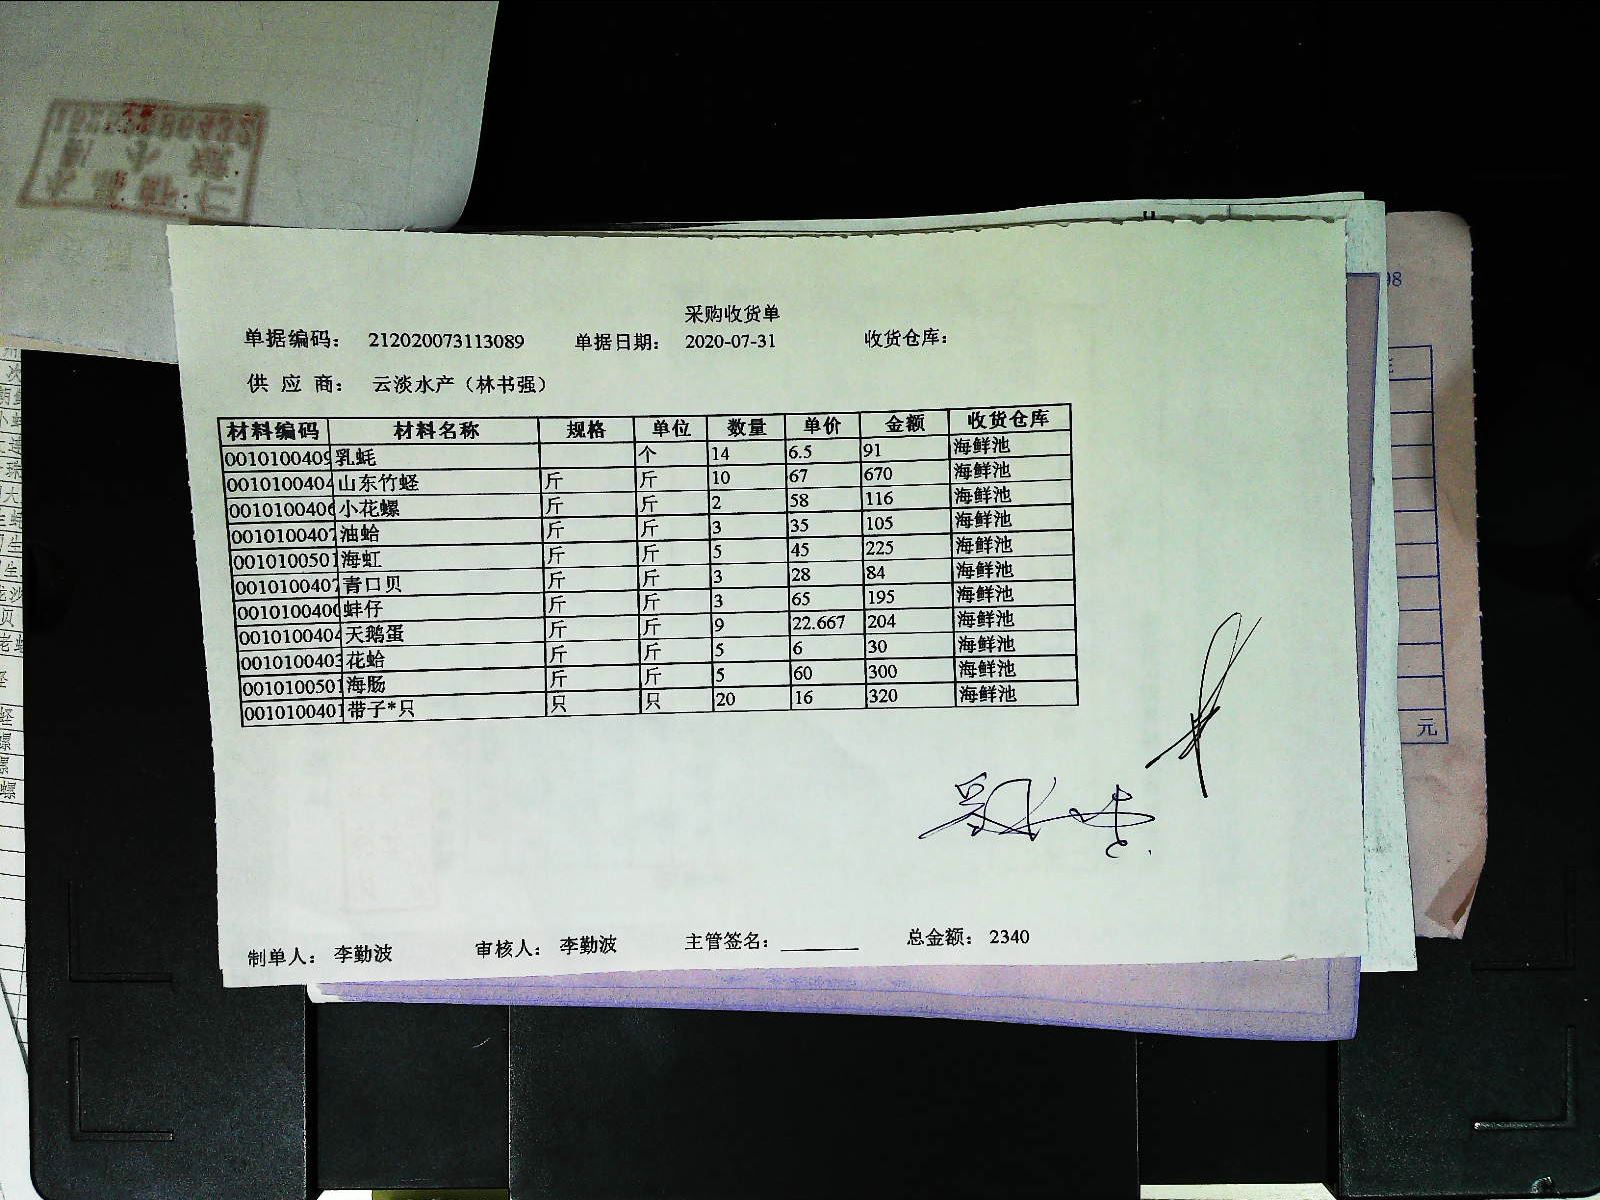 采购收货单
单据编码： 212020073113089 单据日期： 2020-07-31 收货仓库：
供 应 商： 云淡水产（林书强）
材料编码 材料名称 规格 单位 数量 单价 金额 收货仓库
0010100409 乳蚝 个 14 6.5 91 海鲜池
0010100404 山东竹蛏 斤 斤 10 67 670 海鲜池
0010100406 小花螺 斤 斤 2 58 116 海鲜池
0010100407 油蛤 斤 斤 3 35 105 海鲜池
0010100501 海虹 斤 斤 5 45 225 海鲜池
0010100407 青口贝 斤 斤 3 28 84 海鲜池
0010100400 蚌仔 斤 斤 3 65 195 海鲜池
0010100404 天鹅蛋 斤 斤 9 22.667 204 海鲜池
0010100403 花蛤 斤 斤 5 6 30 海鲜池
0010100501 海肠 斤 斤 5 60 300 海鲜池
0010100401 带子*只 只 只 20 16 320 海鲜池
制单人： 李勤波 审核人： 李勤波 主管签名： 总金额： 2340
98
元